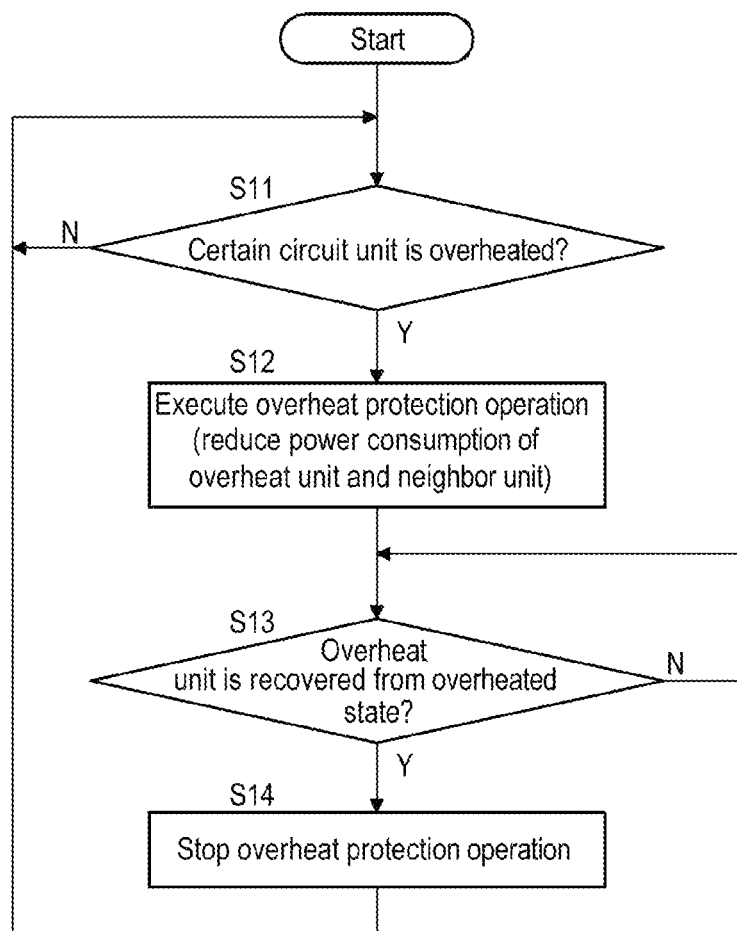 Start
S11
N
Certain circuit unit is overheated?
Y
S12
Execute overheat protection operation
(reduce power consumption of
overheat unit and neighbor unit)
S13
Overheat
unit is recovered from overheated
state?
N
Y
S14
Stop overheat protection operation